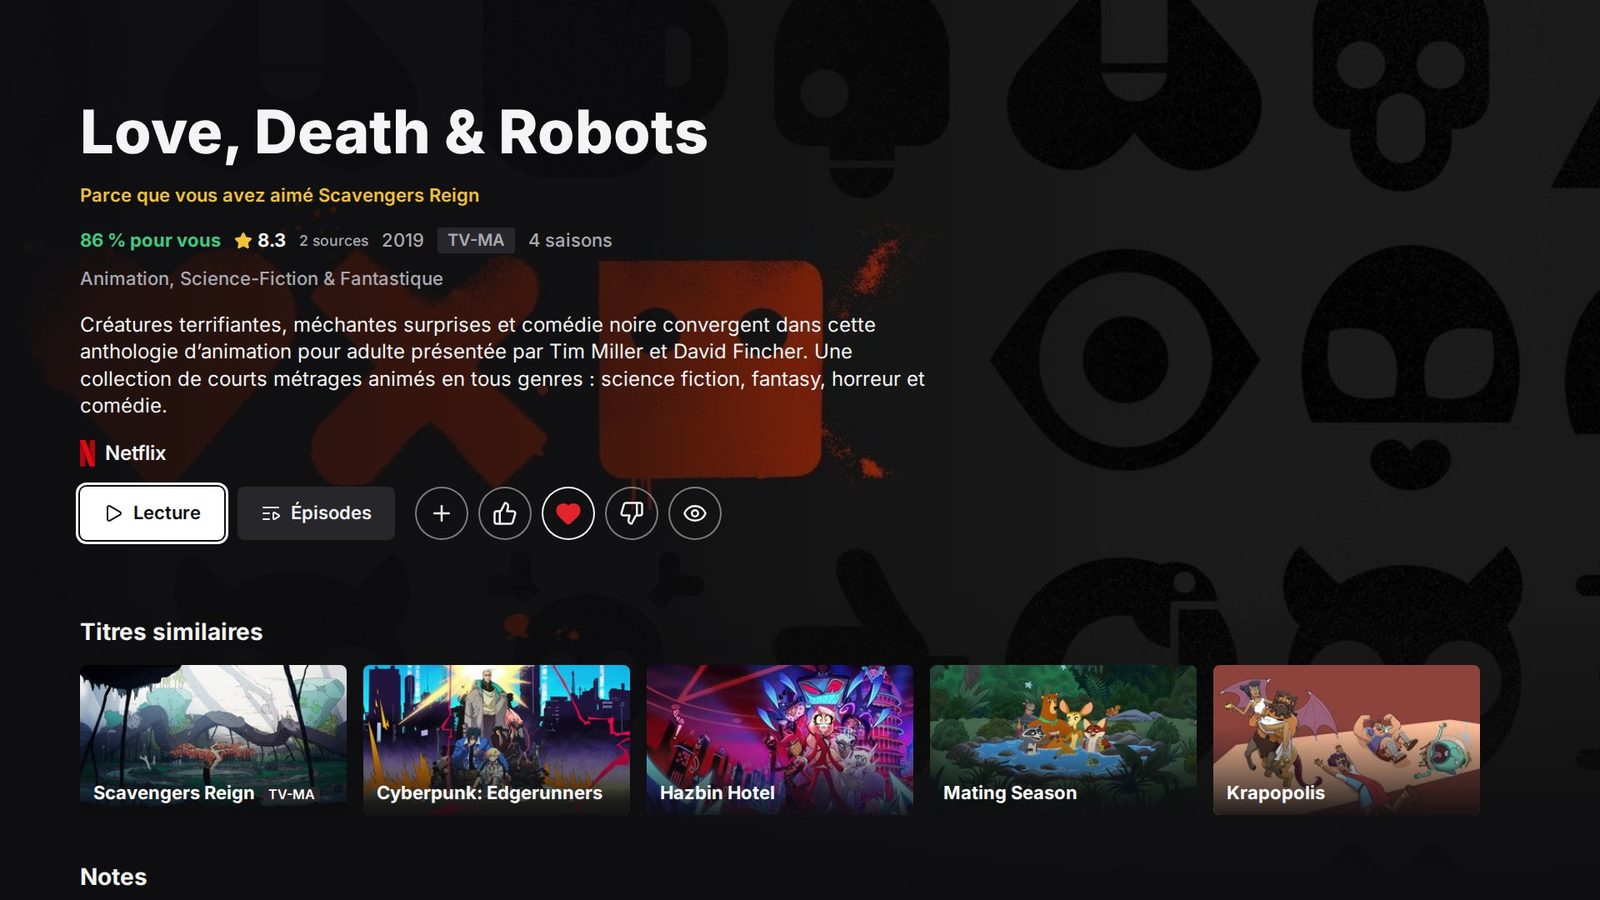 Love, Death & Robots
Parce que vous avez aimé Scavengers Reign
86 % pour vous 8.3 2 sources 2019 TV-MA 4 saisons
Animation, Science-Fiction & Fantastique
Créatures terrifiantes, méchantes surprises et comédie noire convergent dans cette
anthologie d’animation pour adulte présentée par Tim Miller et David Fincher. Une
collection de courts métrages animés en tous genres : science fiction, fantasy, horreur et
comédie.
Netflix
Lecture Épisodes
Titres similaires
Scavengers Reign TV-MA
Cyberpunk: Edgerunners
Hazbin Hotel
Mating Season
Krapopolis
Notes